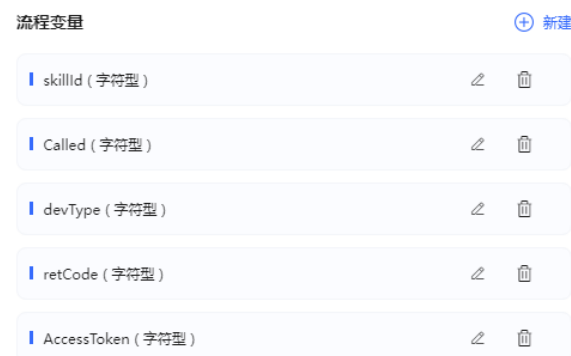 流程变量 新建
skillId ( 字符型 )
Called ( 字符型 )
devType ( 字符型 )
retCode ( 字符型 )
AccessToken ( 字符型 )